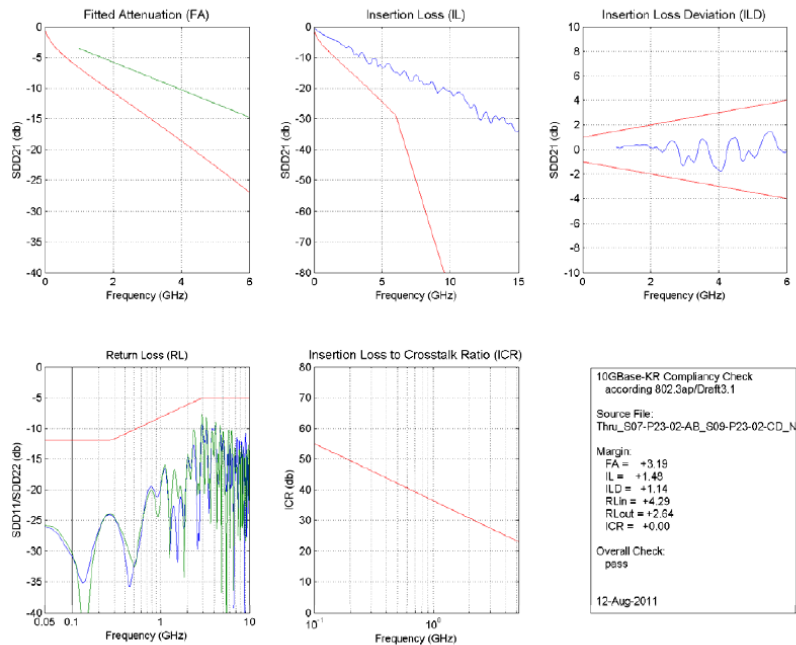 Fitted Attenuation (FA)
0
-5
-10
-15
-20
-25
-30
-35
-40
SDD21 (db)
0
2
4
6
Frequency (GHz)
Insertion Loss (IL)
0
-10
-20
-30
-40
-50
-60
-70
-80
SDD21 (db)
0
5
10
15
Frequency (GHz)
Insertion Loss Deviation (ILD)
10
8
6
4
2
0
-2
-4
-6
-8
-10
SDD21 (db)
0
2
4
6
Frequency (GHz)
Return Loss (RL)
0
-5
-10
-15
-20
-25
-30
-35
-40
SDD11/SDD22 (db)
0.05
0.1
1
10
Frequency (GHz)
Insertion Loss to Crosstalk Ratio (ICR)
80
70
60
50
40
30
20
10
0
ICR (db)
10-1
100
Frequency (GHz)
10GBase-KR Compliancy Check
according 802.3ap/Draft3.1
Source File:
Thru_S07-P23-02-AB_S09-P23-02-CD_N
Margin:
FA = +3.19
IL = +1.48
ILD = +1.14
RLin = +4.29
RLout = +2.64
ICR = +0.00
Overall Check:
pass
12-Aug-2011